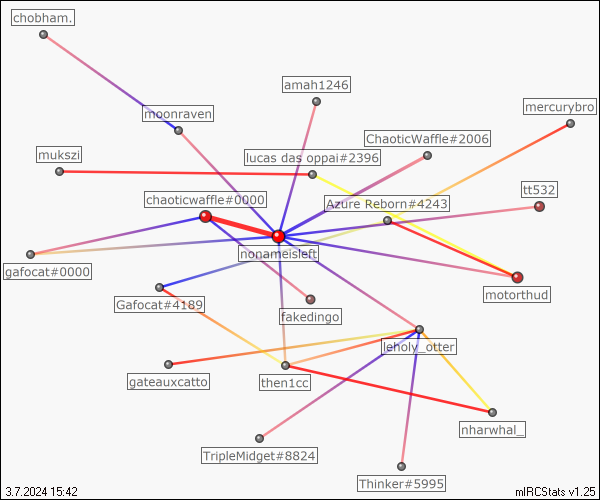 chobham.
amah1246
moonraven
mercurybro
ChaoticWaffle#2006
mukszi
lucas das oppai#2396
tt532
chaoticwaffle#0000
Azure Reborn#4243
nonameisleft
gafocat#0000
motorthud
Gafocat#4189
fakedingo
leholy_otter
gateauxcatto
then1cc
nharwhal_
TripleMidget#8824
Thinker#5995
3.7.2024 15:42
mIRCStats v1.25